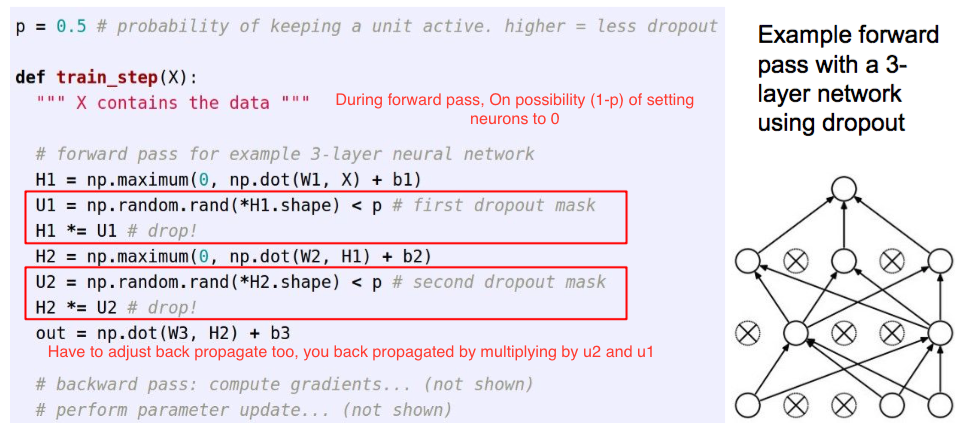 p = 0.5 # probability of keeping a unit active. higher = less dropout
def train_step(X):
""" X contains the data """
During forward pass, On possibility (1-p) of setting
neurons to 0
# forward pass for example 3-layer neural network
H1 = np.maximum(0, np.dot(W1, X) + b1)
U1 = np.random.rand(*H1.shape) < p # first dropout mask
H1 *= U1 # drop!
H2 = np.maximum(0, np.dot(W2, H1) + b2)
U2 = np.random.rand(*H2.shape) < p # second dropout mask
H2 *= U2 # drop!
out = np.dot(W3, H2) + b3
Have to adjust back propagate too, you back propagated by multiplying by u2 and u1
# backward pass: compute gradients... (not shown)
# perform parameter update... (not shown)
Example forward
pass with a 3-
layer network
using dropout